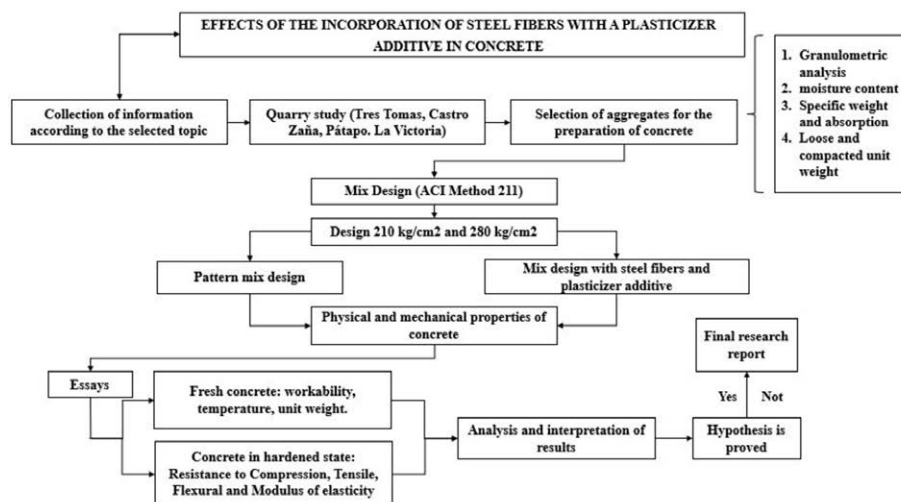 EFFECTS OF THE INCORPORATION OF STEEL FIBERS WITH A PLASTICIZER
ADDITIVE IN CONCRETE
1. Granulometric
analysis
2. moisture content
3. Specific weight
and absorption
4. Loose and
compacted unit
weight
Collection of information
according to the selected topic
Quarry study (Tres Tomas, Castro
Zaña, Pátapo. La Victoria)
Selection of aggregates for the
preparation of concrete
Mix Design (ACI Method 211)
Design 210 kg/cm2 and 280 kg/cm2
Pattern mix design
Mix design with steel fibers and
plasticizer additive
Physical and mechanical properties of
concrete
Final research
report
Essays
Fresh concrete: workability,
temperature, unit weight.
Yes Not
Concrete in hardened state:
Resistance to Compression, Tensile,
Flexural and Modulus of elasticity
Analysis and interpretation of
results
Hypothesis is
proved